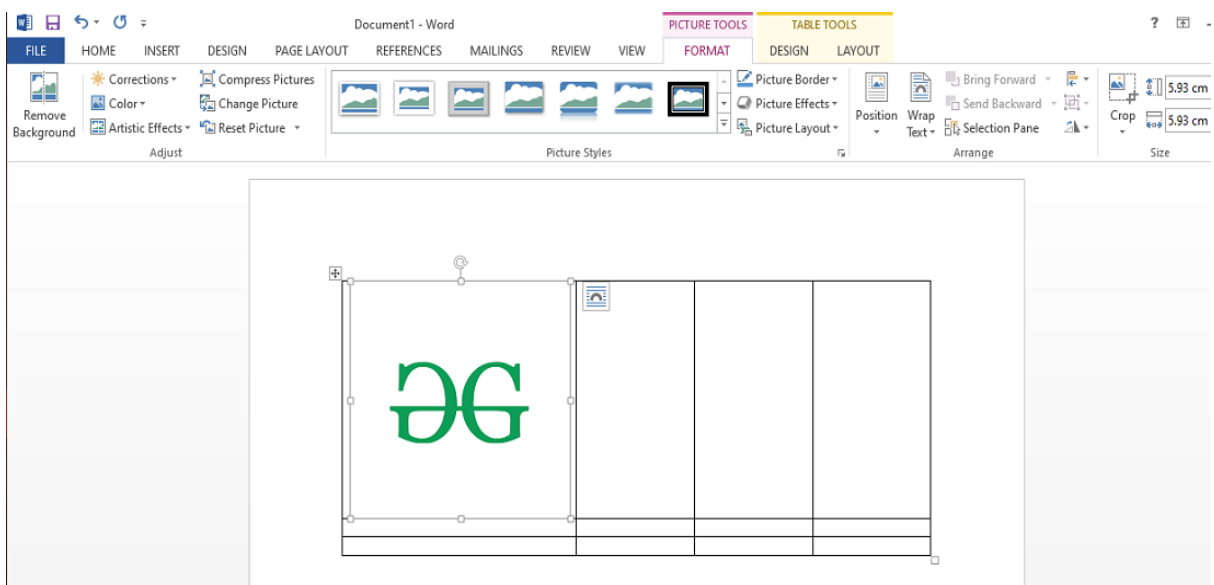 Document1 - Word PICTURE TOOLS TABLE TOOLS ?
FILE HOME INSERT DESIGN PAGE LAYOUT REFERENCES MAILINGS REVIEW VIEW FORMAT DESIGN LAYOUT
Remove Background
Corrections
Color
Artistic Effects
Compress Pictures
Change Picture
Reset Picture
Adjust
Picture Styles
Picture Border
Picture Effects
Picture Layout
Position
Wrap Text
Bring Forward
Send Backward
Selection Pane
Arrange
Crop
5.93 cm
5.93 cm
Size